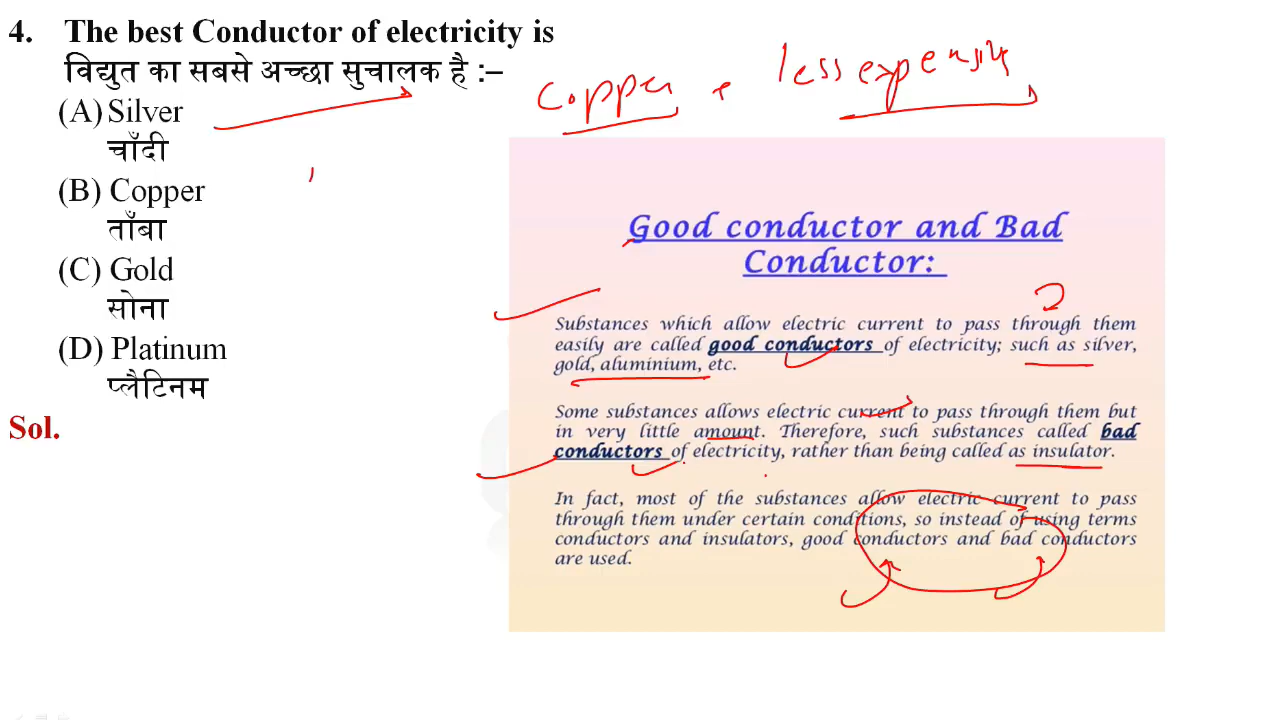 4. The best Conductor of electricity is
विद्युत का सबसे अच्छा सुचालक है :–
(A) Silver
चाँदी
(B) Copper
ताँबा
(C) Gold
सोना
(D) Platinum
प्लैटिनम
Sol.
Copper
less expensive
Good conductor and Bad
Conductor:
Substances which allow electric current to pass through them
easily are called good conductors of electricity; such as silver,
gold, aluminium, etc.
Some substances allows electric current to pass through them but
in very little amount. Therefore, such substances called bad
conductors of electricity, rather than being called as insulator.
In fact, most of the substances allow electric current to pass
through them under certain conditions, so instead of using terms
conductors and insulators, good conductors and bad conductors
are used.